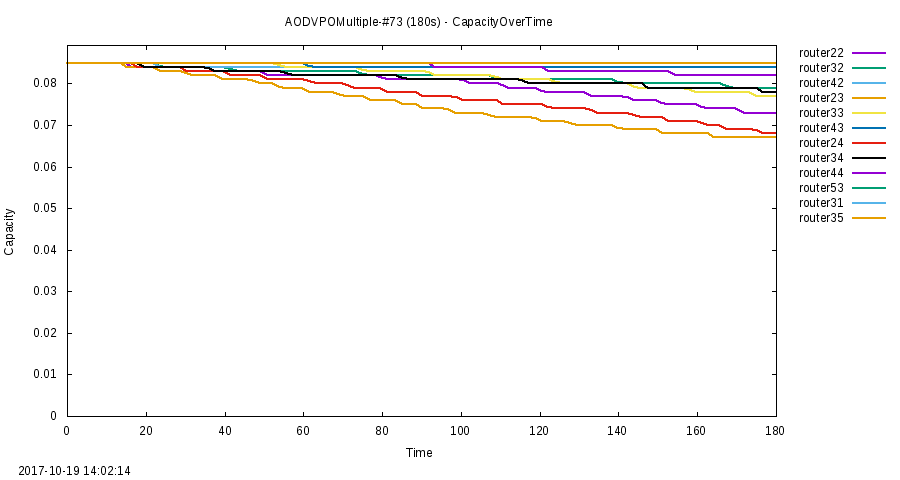 AODVPOMultiple-#73 (180s) - CapacityOverTime
router22
router32
router42
router23
router33
router43
router24
router34
router44
router53
router31
router35
Capacity
0.08
0.07
0.06
0.05
0.04
0.03
0.02
0.01
0
0 20 40 60 80 100 120 140 160 180
Time
2017-10-19 14:02:14